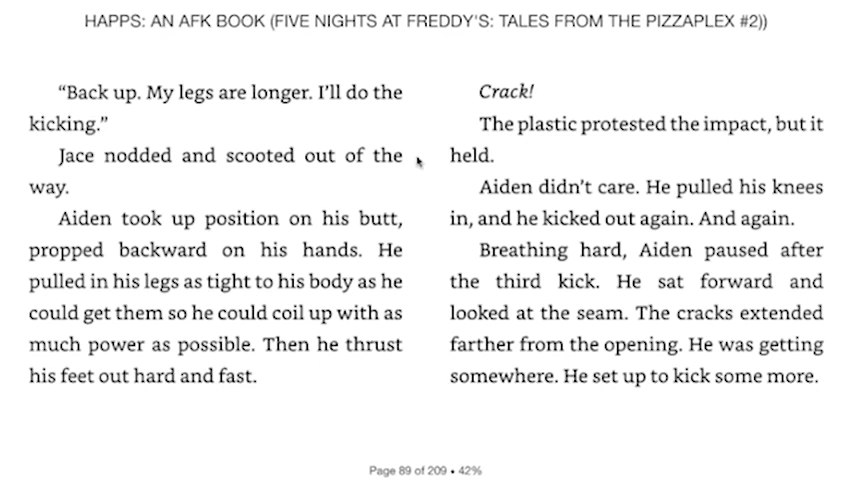 HAPPS: AN AFK BOOK (FIVE NIGHTS AT FREDDY'S: TALES FROM THE PIZZAPLEX #2))
“Back up. My legs are longer. I’ll do the
kicking.”
Jace nodded and scooted out of the
way.
Aiden took up position on his butt,
propped backward on his hands. He
pulled in his legs as tight to his body as he
could get them so he could coil up with as
much power as possible. Then he thrust
his feet out hard and fast.
Crack!
The plastic protested the impact, but it
held.
Aiden didn’t care. He pulled his knees
in, and he kicked out again. And again.
Breathing hard, Aiden paused after
the third kick. He sat forward and
looked at the seam. The cracks extended
farther from the opening. He was getting
somewhere. He set up to kick some more.
Page 89 of 209 • 42%